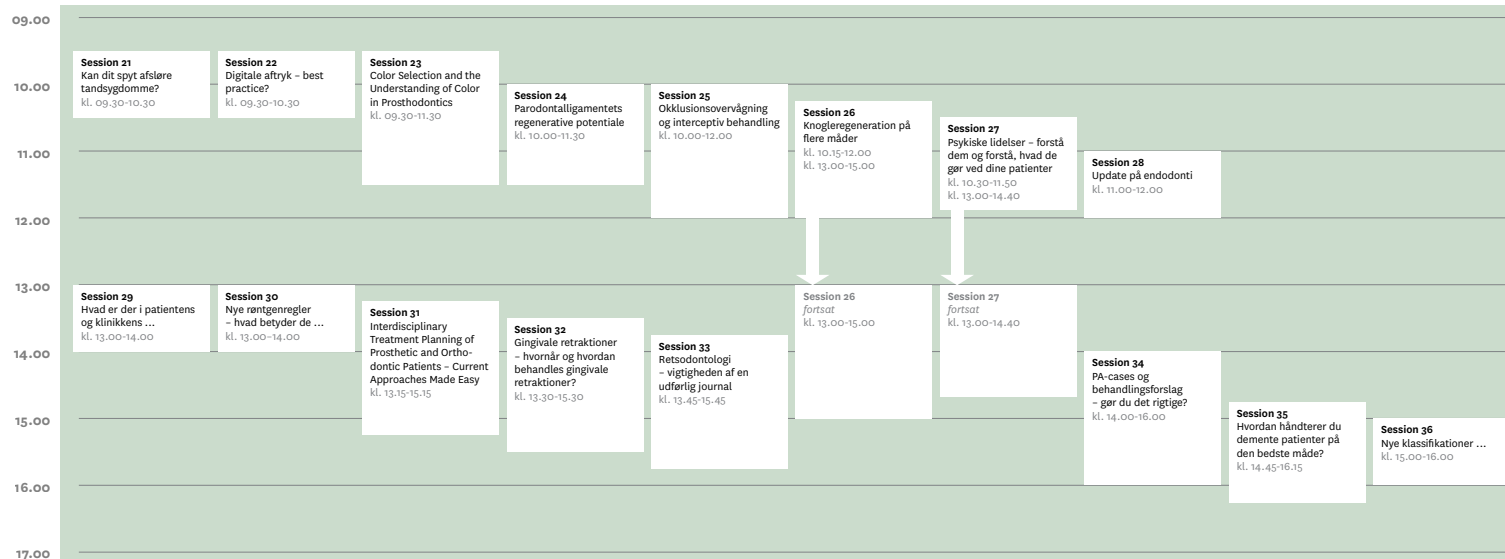 09.00
10.00
11.00
12.00
13.00
14.00
15.00
16.00
17.00
Session 21
Kan dit spyt afsløre
tandsygdomme?
kl. 09.30-10.30
Session 22
Digitale aftryk – best
practice?
kl. 09.30-10.30
Session 23
Color Selection and the
Understanding of Color
in Prosthodontics
kl. 09.30-11.30
Session 24
Parodontalligamentets
regenerative potentiale
kl. 10.00-11.30
Session 25
Okklusionsovervågning
og interceptiv behandling
kl. 10.00-12.00
Session 26
Knogleregeneration på
flere måder
kl. 10.15-12.00
kl. 13.00-15.00
Session 27
Psykiske lidelser – forstå
dem og forstå, hvad de
gør ved dine patienter
kl. 10.30-11.50
kl. 13.00-14.40
Session 28
Update på endodonti
kl. 11.00-12.00
Session 29
Hvad er der i patientens
og klinikkens ...
kl. 13.00-14.00
Session 30
Nye røntgenregler
– hvad betyder de ...
kl. 13.00–14.00
Session 31
Interdisciplinary
Treatment Planning of
Prosthetic and Ortho-
dontic Patients – Current
Approaches Made Easy
kl. 13.15-15.15
Session 32
Gingivale retraktioner
– hvornår og hvordan
behandles gingivale
retraktioner?
kl. 13.30-15.30
Session 33
Retsodontologi
– vigtigheden af en
udførlig journal
kl. 13.45-15.45
Session 26
fortsat
kl. 13.00-15.00
Session 27
fortsat
kl. 13.00-14.40
Session 34
PA-cases og
behandlingsforslag
– gør du det rigtige?
kl. 14.00-16.00
Session 35
Hvordan håndterer du
demente patienter på
den bedste måde?
kl. 14.45-16.15
Session 36
Nye klassifikationer ...
kl. 15.00-16.00